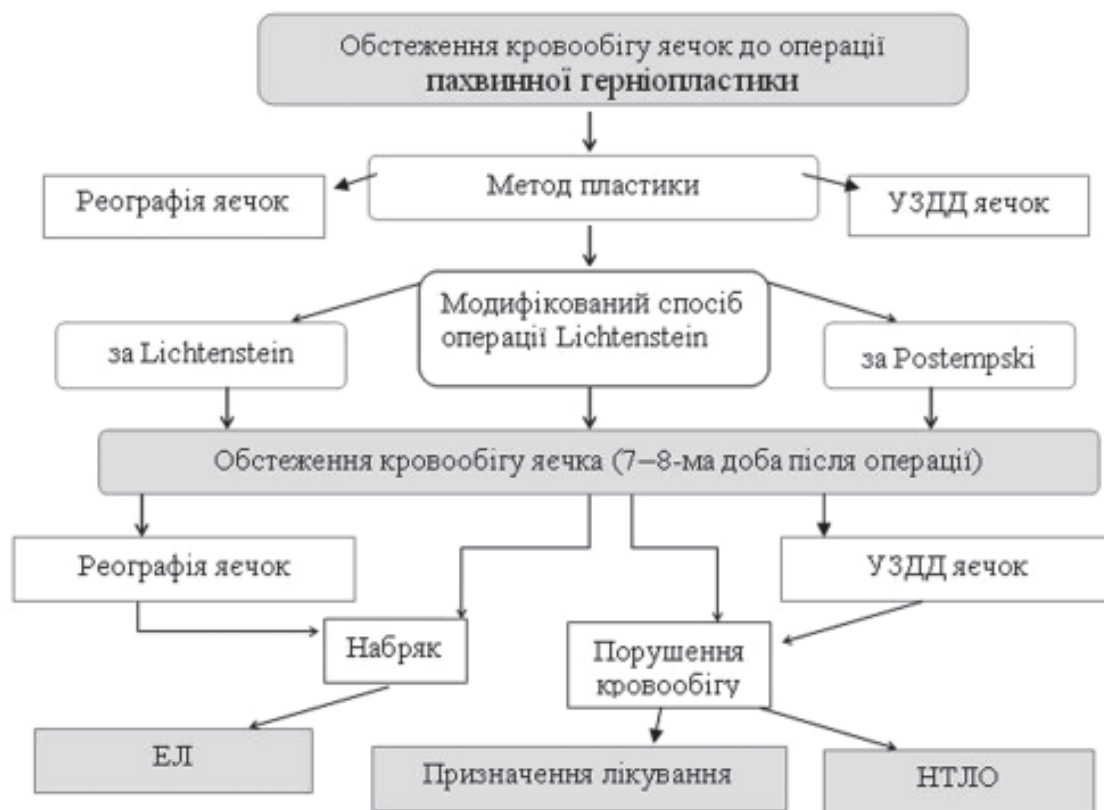 Обстеження кровообігу яєчок до операції
пахвинної герніопластики
Реографія яєчок
Метод пластики
УЗДД яєчок
Модифікований спосіб
операції Lichtenstein
за Lichtenstein
за Postempski
Обстеження кровообігу яєчка (7–8-ма доба після операції)
Реографія яєчок
УЗДД яєчок
Набряк
Порушення
кровообігу
ЕЛ
Призначення лікування
НТЛО